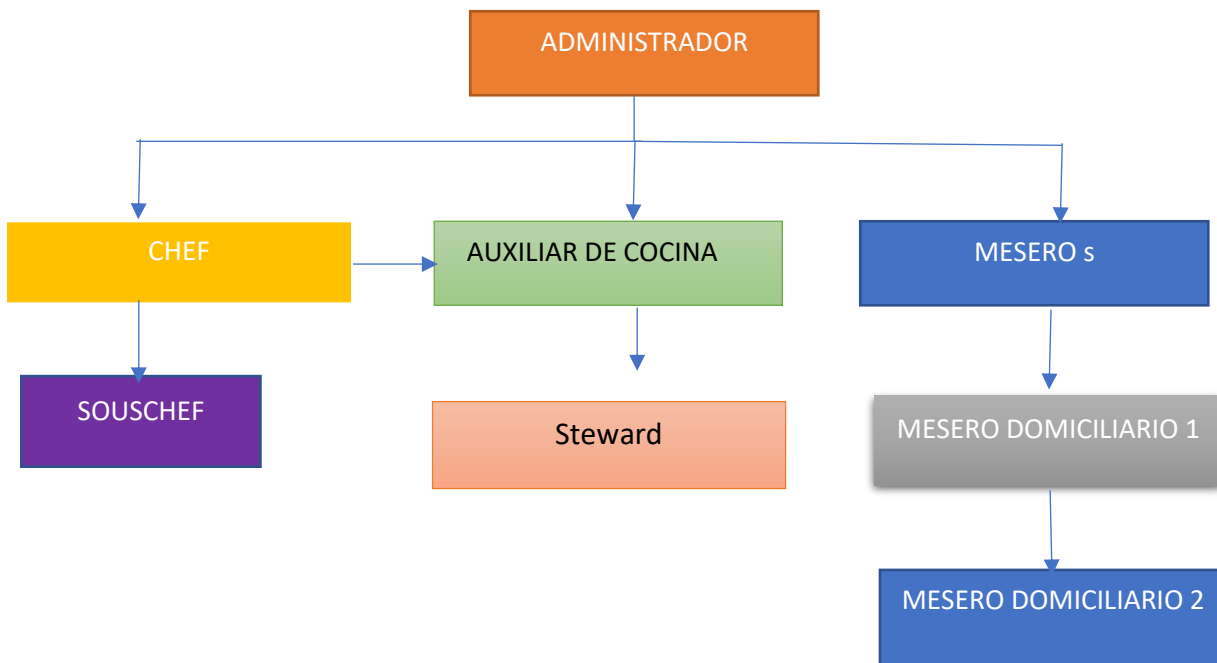 ADMINISTRADOR
CHEF
AUXILIAR DE COCINA
MESERO s
SOUSCHEF
Steward
MESERO DOMICILIARIO 1
MESERO DOMICILIARIO 2